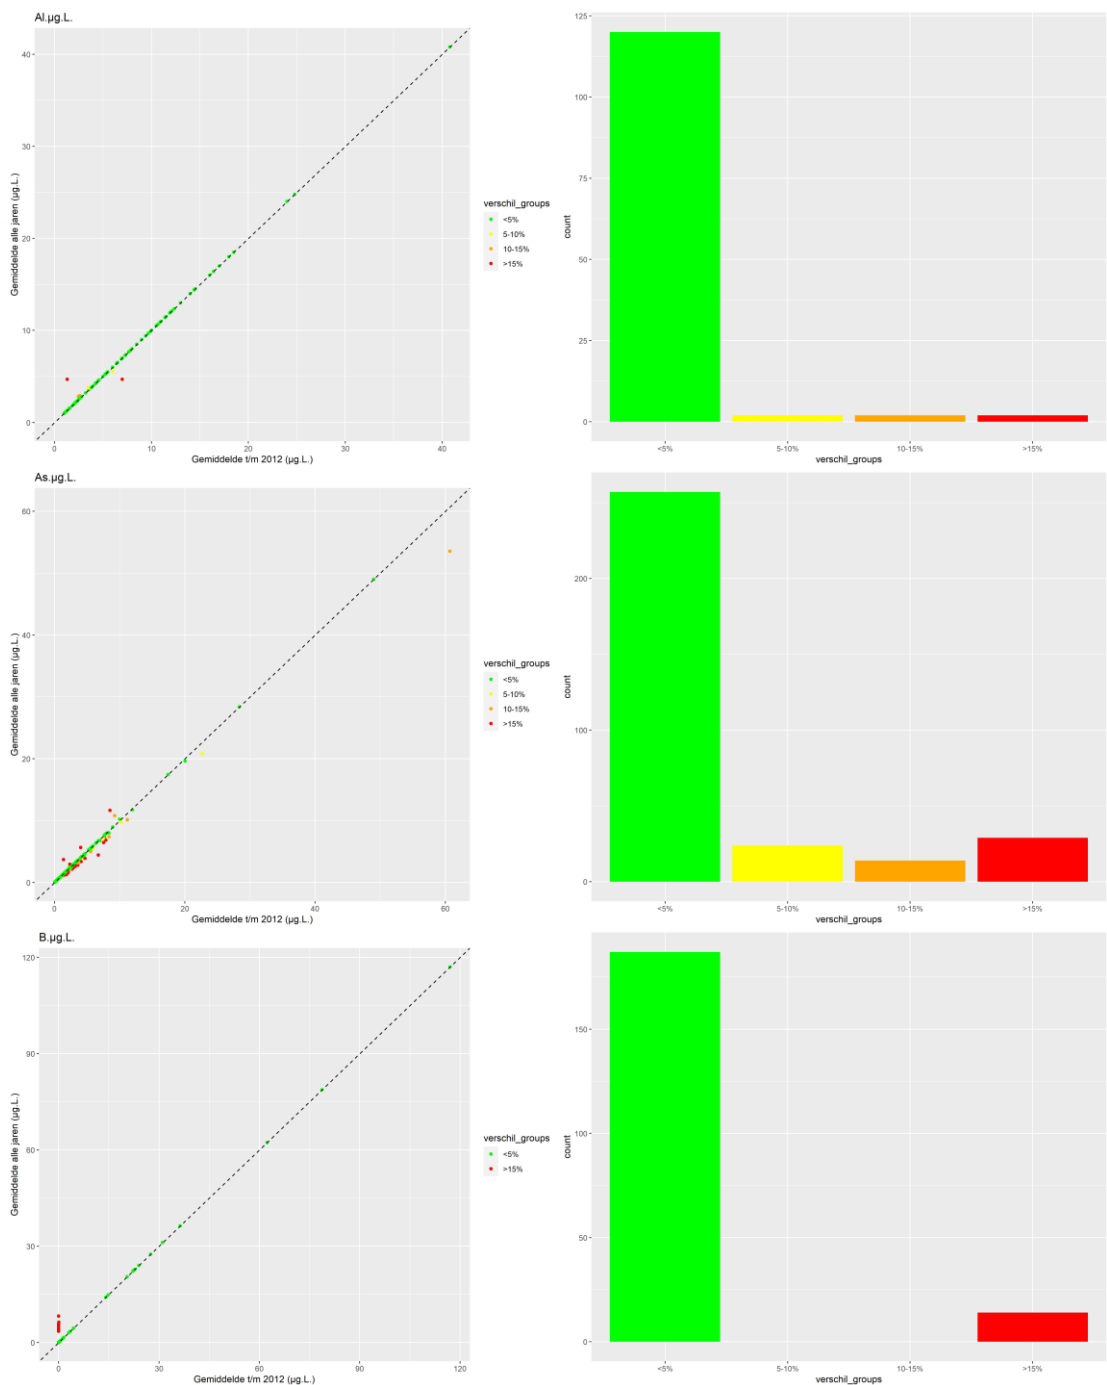 Al.µg.L.
Gemiddelde alle jaren (µg.L.)
40
30
20
10
0
0 10 20 30 40
Gemiddelde t/m 2012 (µg.L.)
verschil_groups
<5%
5-10%
10-15%
>15%
count
125
100
75
50
25
0
<5% 5-10% 10-15% >15%
verschil_groups
As.µg.L.
Gemiddelde alle jaren (µg.L.)
60
40
20
0
0 20 40 60
Gemiddelde t/m 2012 (µg.L.)
verschil_groups
<5%
5-10%
10-15%
>15%
count
200
100
0
<5% 5-10% 10-15% >15%
verschil_groups
B.µg.L.
Gemiddelde alle jaren (µg.L.)
120
90
60
30
0
0 30 60 90 120
Gemiddelde t/m 2012 (µg.L.)
verschil_groups
<5%
>15%
count
150
100
50
0
<5% 5-10% 10-15% >15%
verschil_groups